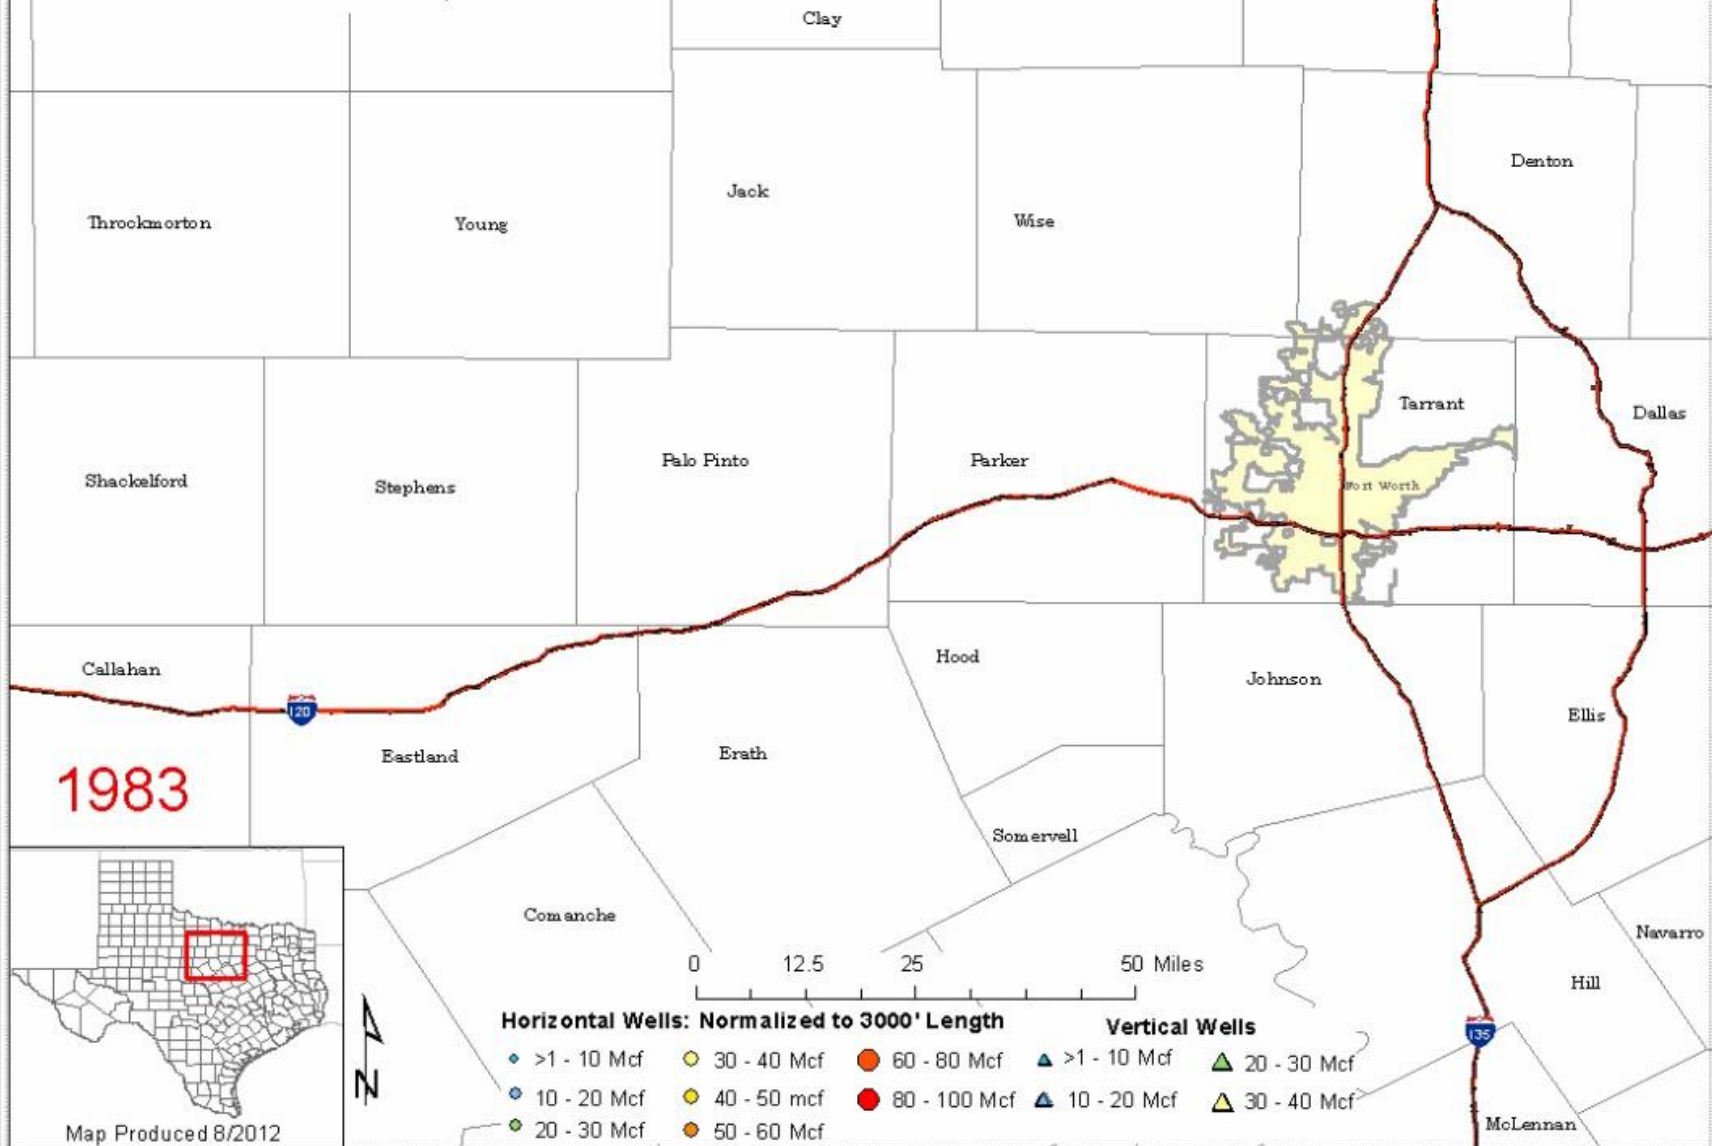 Clay
Denton
Jack
Throckmorton
Young
Wise
Tarrant
Dallas
Palo Pinto
Parker
Shackelford
Stephens
Fort Worth
Callahan
Hood
Johnson
I20
Ellis
Eastland
Erath
1983
Somervell
Comanche
Navarro
0 12.5 25 50 Miles
Hill
Horizontal Wells: Normalized to 3000' Length
Vertical Wells
I35
>1 - 10 Mcf 30 - 40 Mcf 60 - 80 Mcf >1 - 10 Mcf 20 - 30 Mcf
N
10 - 20 Mcf 40 - 50 mcf 80 - 100 Mcf 10 - 20 Mcf 30 - 40 Mcf
20 - 30 Mcf 50 - 60 Mcf
McLennan
Map Produced 8/2012